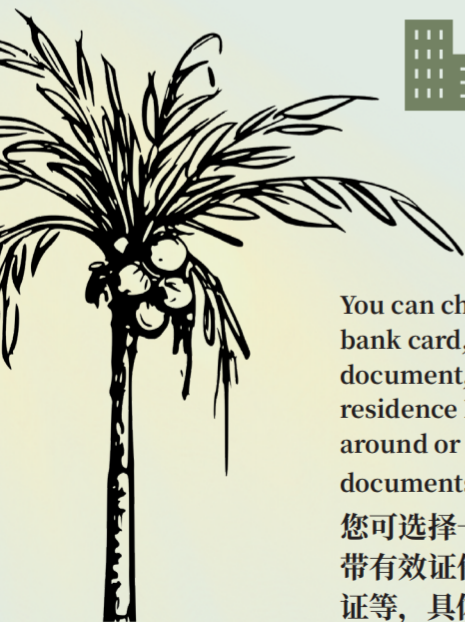 You can
bank card,
document,
residence
around or
documents
您可选择
带有效证
证等，具